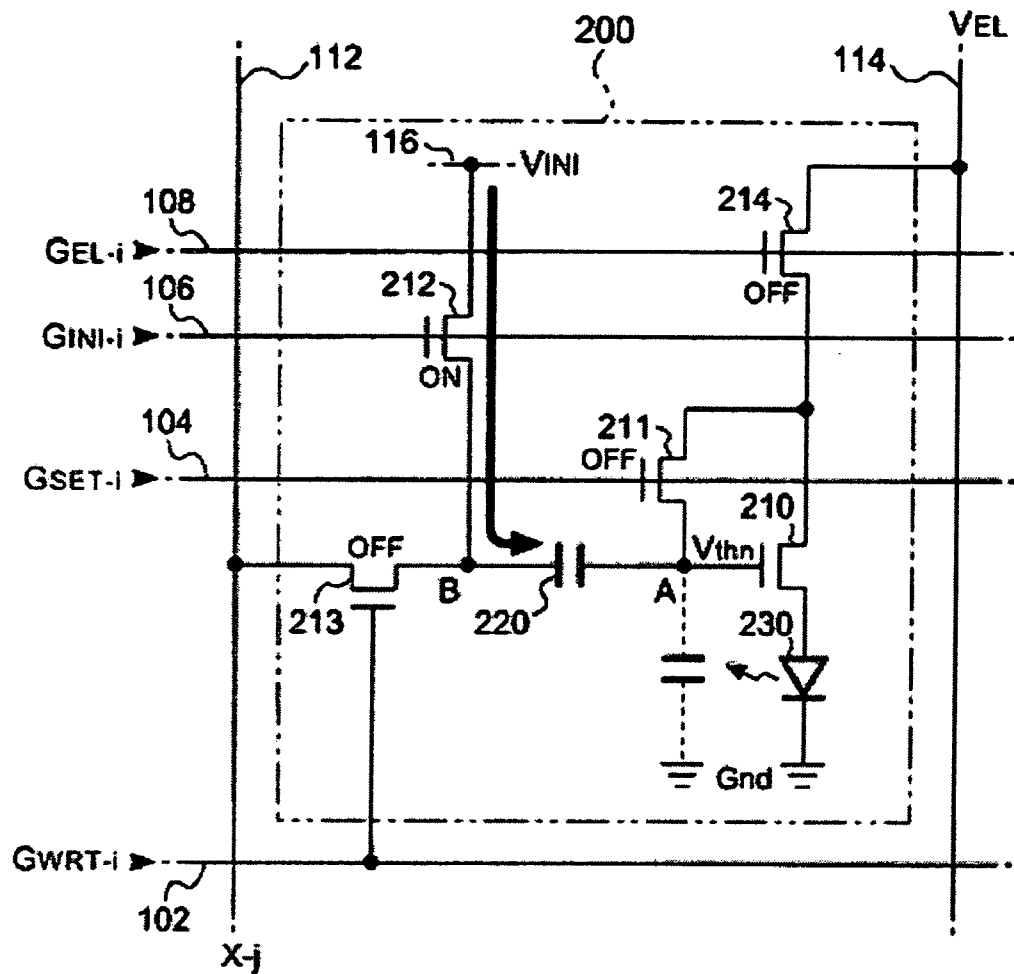 200
VEL
112
114
116
VINI
108
214
GEL-i
OFF
106
212
GINI-i
ON
104
211
OFF
GSET-i
210
OFF
Vthn
B
A
213
220
230
Gnd
GWRT-i
102
X-j